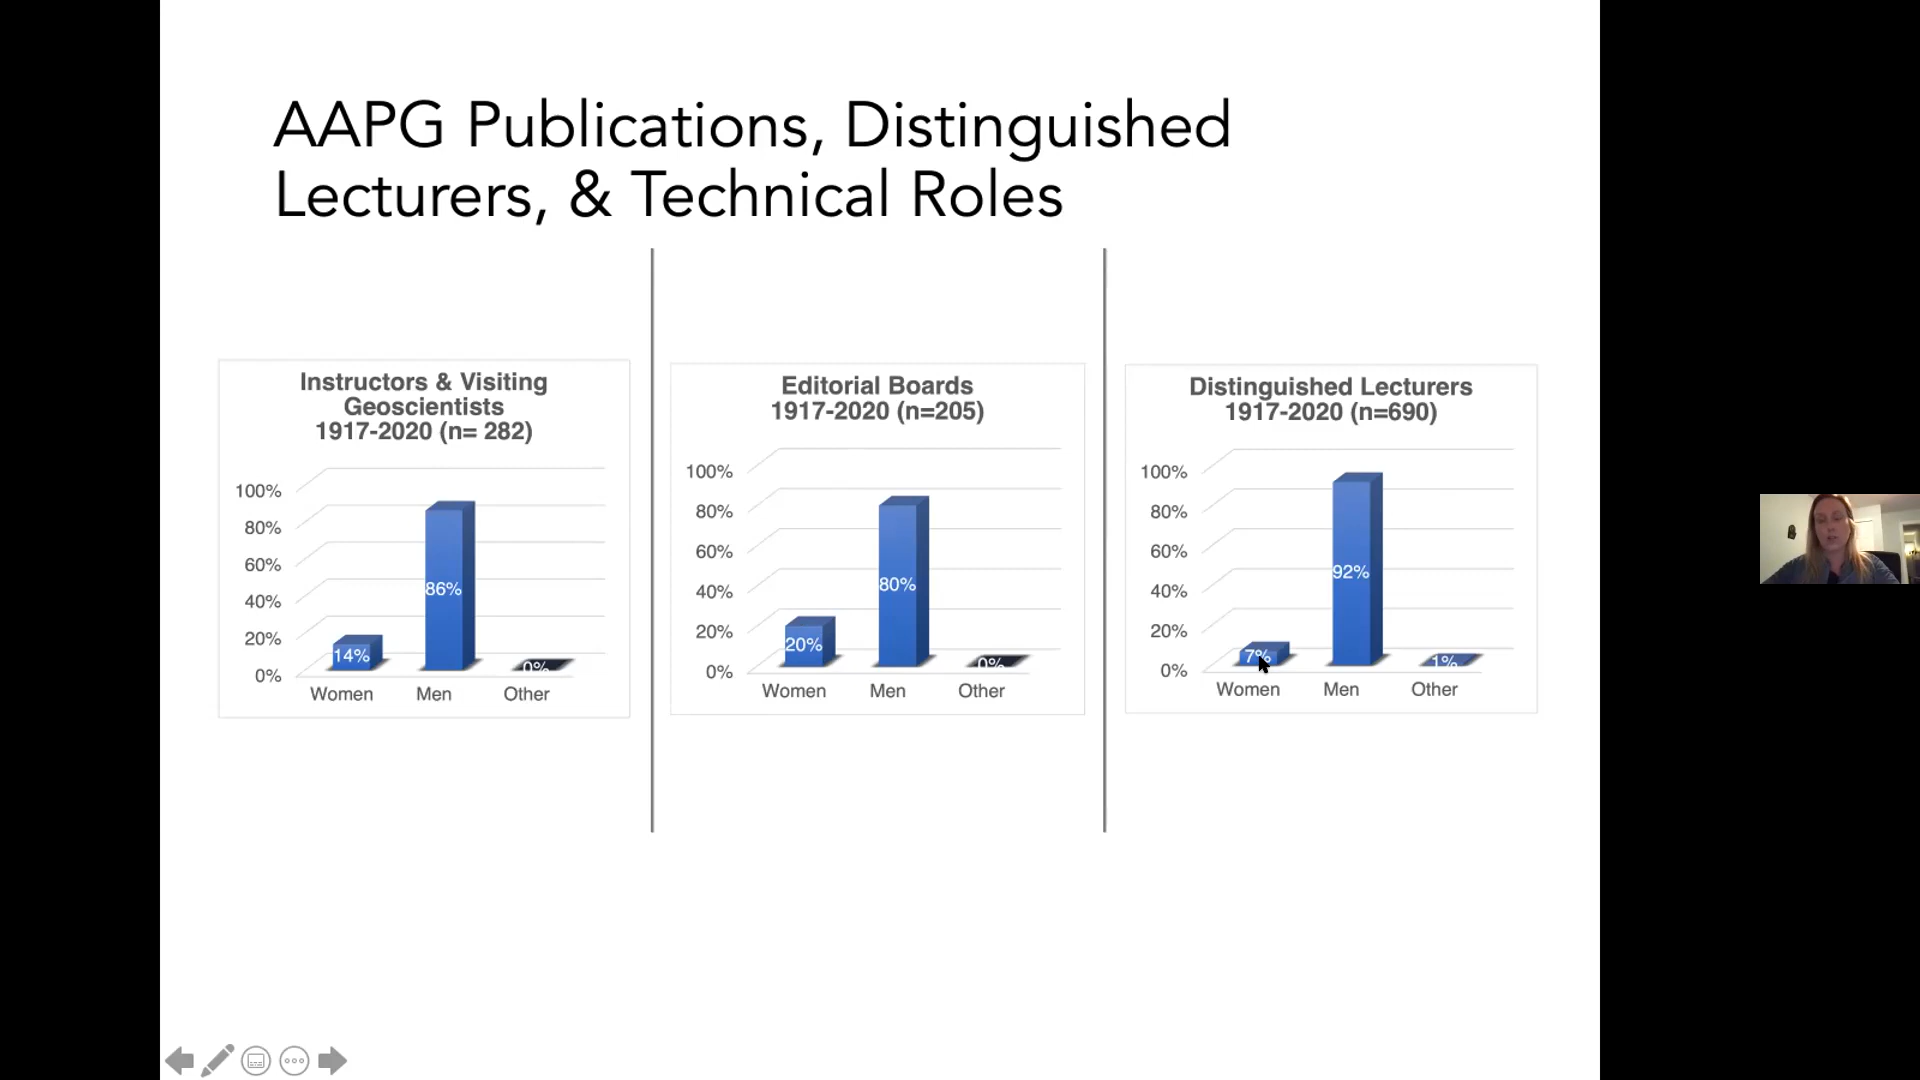 AAPG Publications, Distinguished
Lecturers, & Technical Roles
Instructors & Visiting
Geoscientists
1917-2020 (n= 282)
100%
80%
60%
40%
20%
0%
14%
86%
0%
Women
Men
Other
Editorial Boards
1917-2020 (n=205)
100%
80%
60%
40%
20%
0%
20%
80%
0%
Women
Men
Other
Distinguished Lecturers
1917-2020 (n=690)
100%
80%
60%
40%
20%
0%
7%
92%
1%
Women
Men
Other